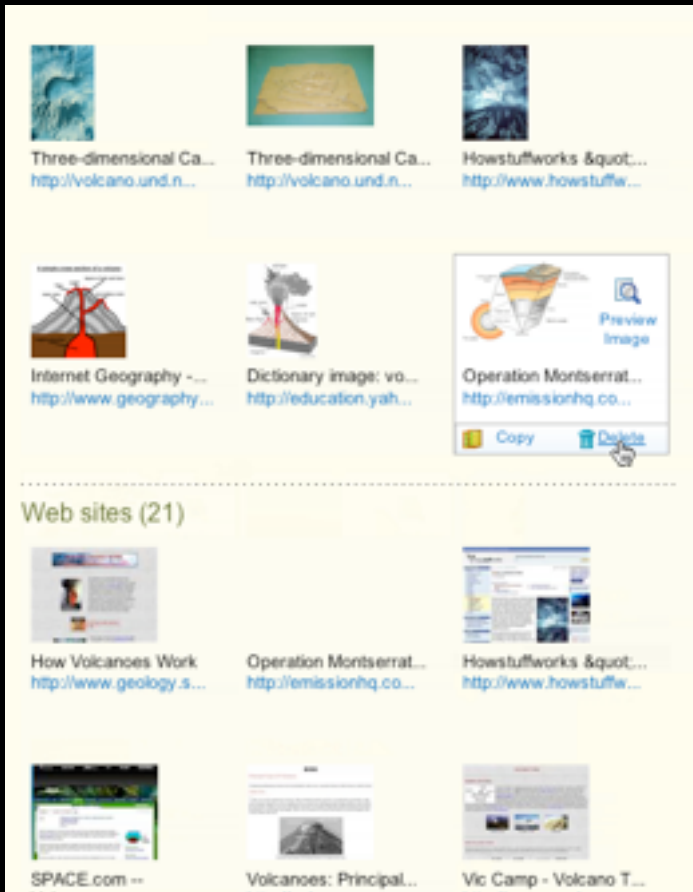 Three-dimensional Ca...
http://volcano.und.n...
Three-dimensional Ca...
http://volcano.und.n...
Howstuffworks &quot;...
http://www.howstuffw...
Internet Geography -...
http://www.geography...
Dictionary image: vo...
http://education.yah...
Preview
Image
Operation Montserrat...
http://emissionhq.co...
Copy
Delete
Web sites (21)
How Volcanoes Work
http://www.geology.s...
Operation Montserrat...
http://emissionhq.co...
Howstuffworks &quot;...
http://www.howstuffw...
SPACE.com --
Volcanoes: Principal...
Vic Camp - Volcano T...